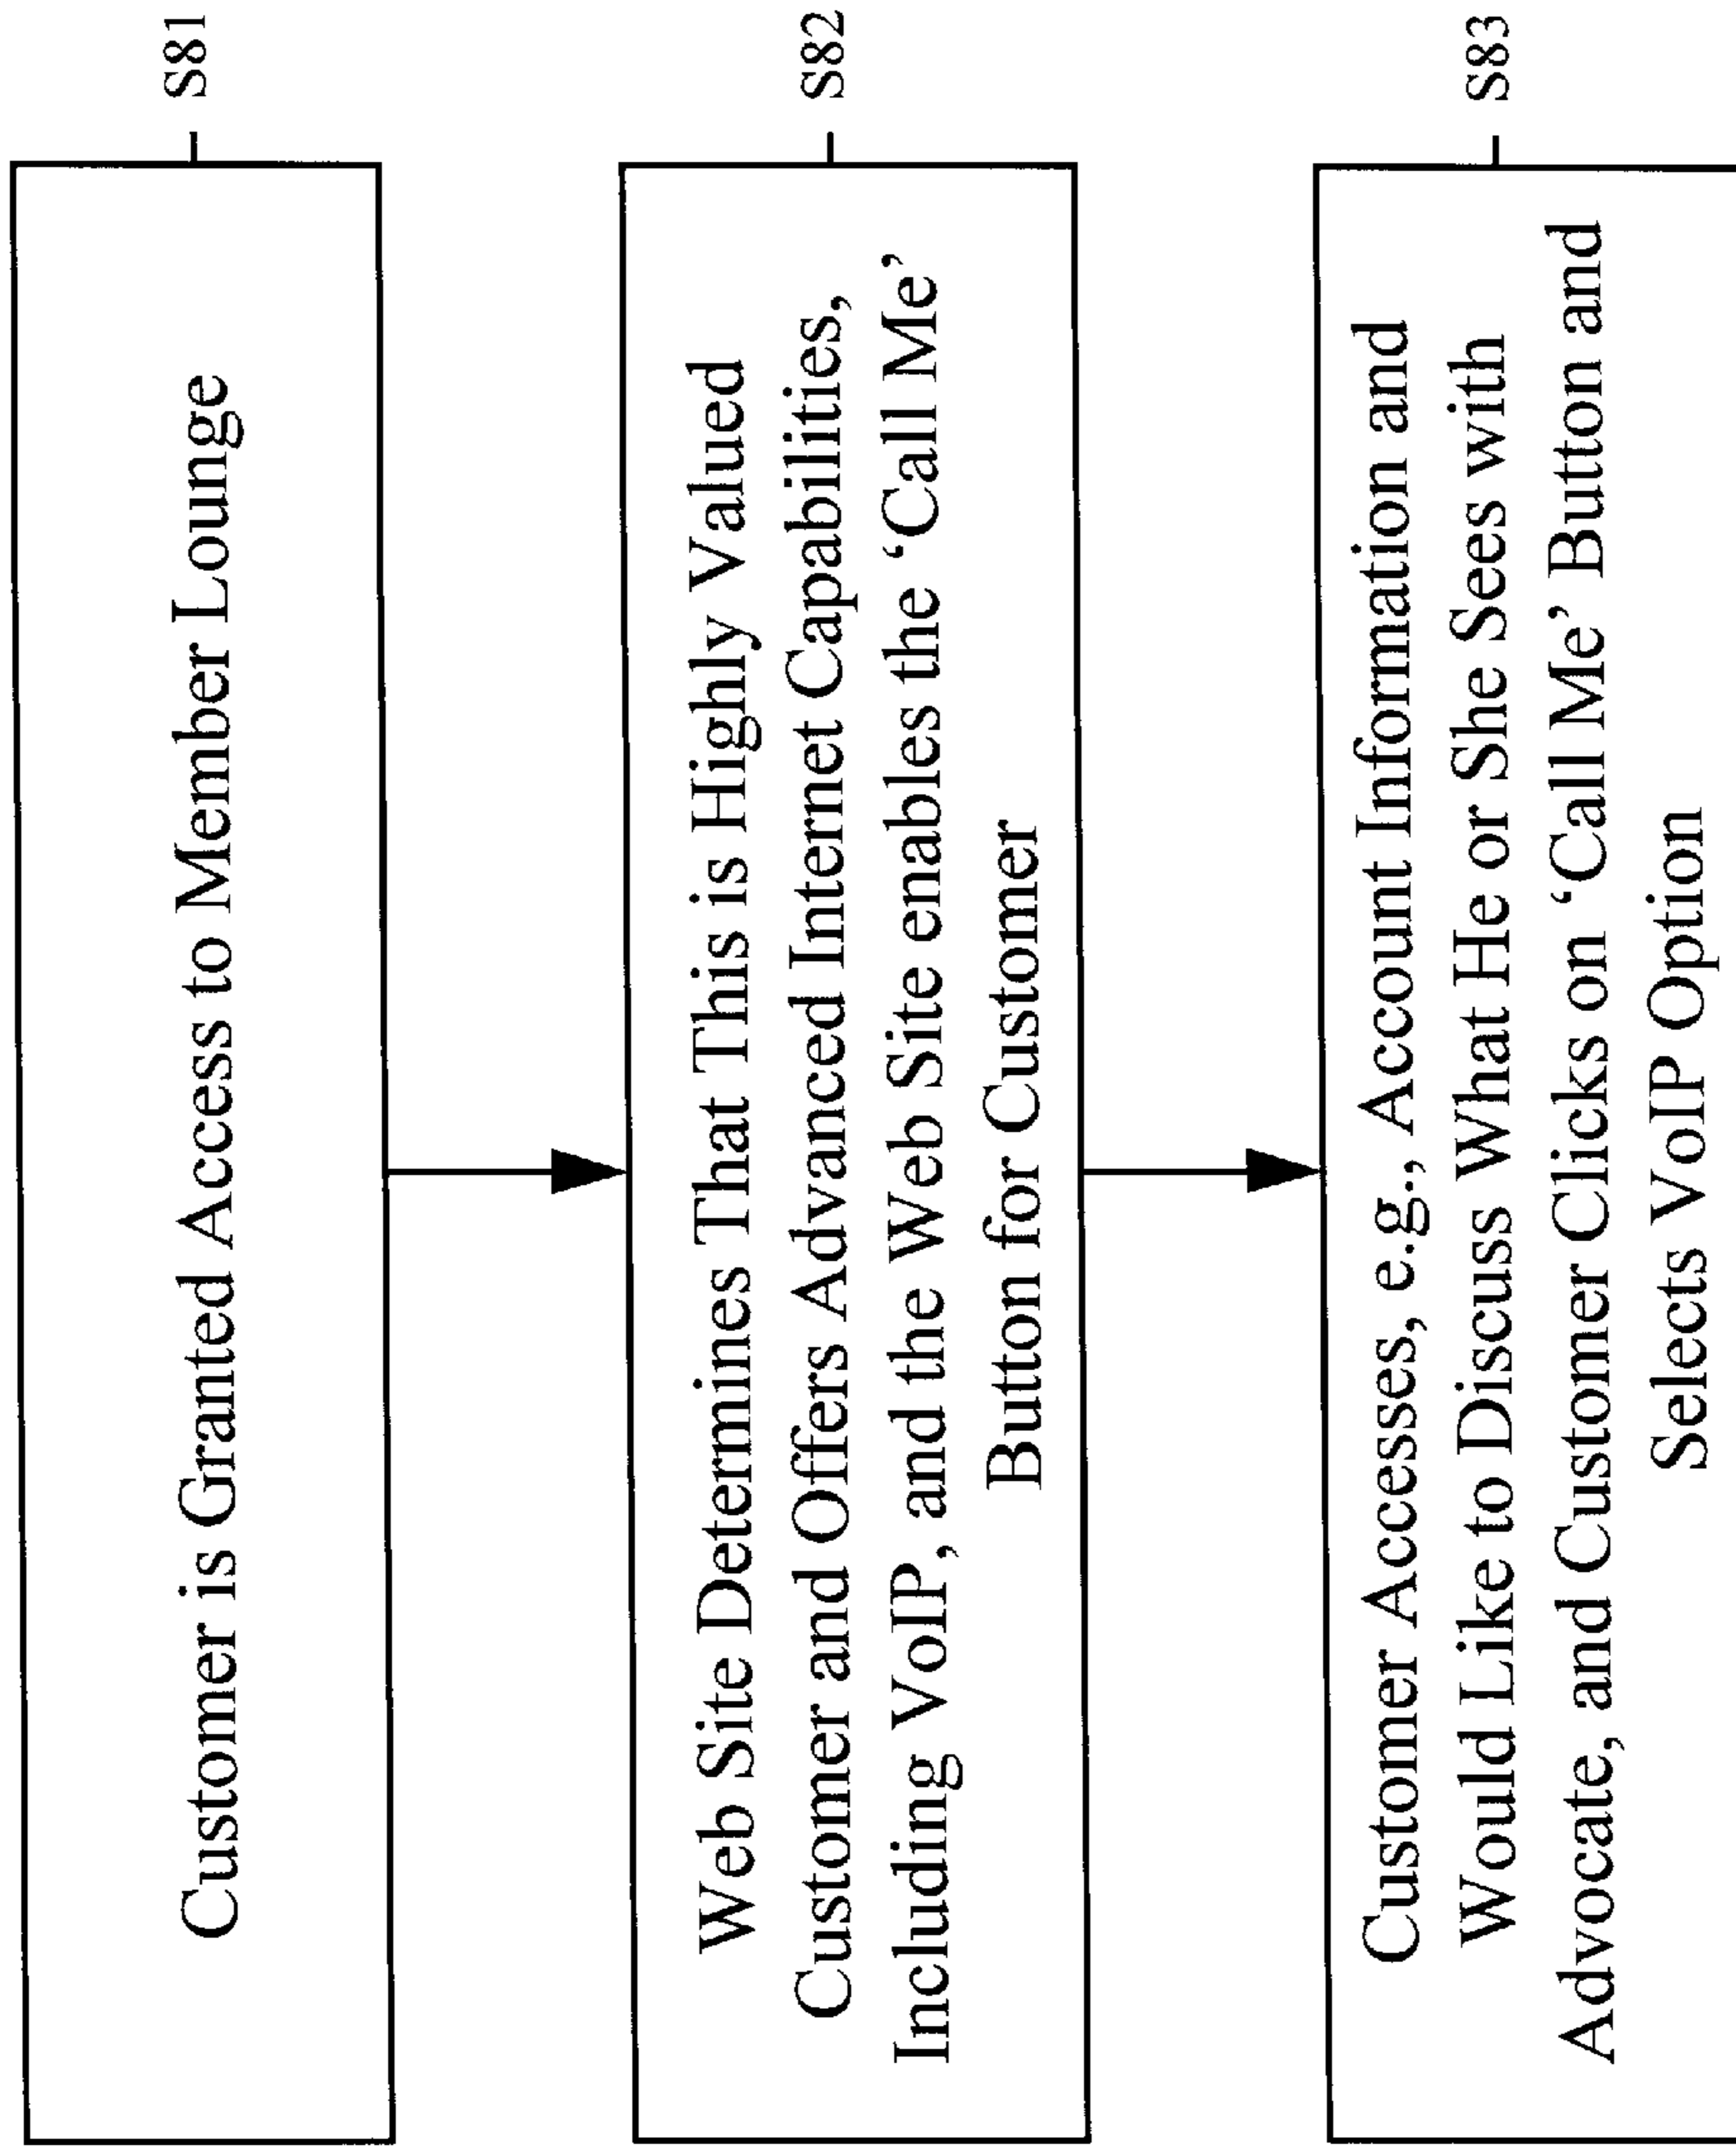 Customer is Granted Access to Member Lounge
S81
Web Site Determines That This is Highly Valued
Customer and Offers Advanced Internet Capabilities,
Including VoIP, and the Web Site enables the ‘Call Me’
Button for Customer
S82
Customer Accesses, e.g., Account Information and
Would Like to Discuss What He or She Sees with
Advocate, and Customer Clicks on ‘Call Me’ Button and
Selects VoIP Option
S83